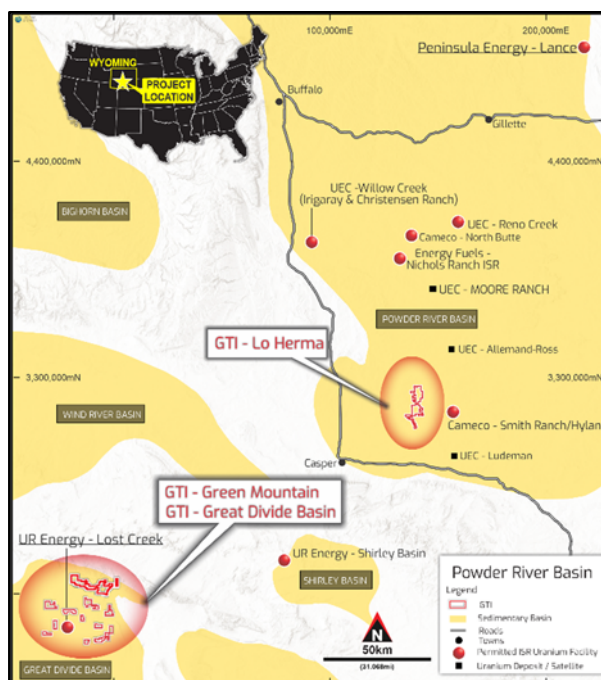 100,000mE
200,000mE
Peninsula Energy - Lance
WYOMING
PROJECT
LOCATION
Buffalo
Gillette
4,400,000mN
4,400,000mN
UEC -Willow Creek
(Irigaray & Christensen Ranch)
BIGHORN BASIN
UEC - Reno Creek
Cameco - North Butte
Energy Fuels -
Nichols Ranch ISR
UEC - MOORE RANCH
POWDER RIVER BASIN
GTI - Lo Herma
UEC - Allemand-Ross
3,300,000mN
3,300,000mN
WIND RIVER BASIN
Cameco - Smith Ranch/Hylan
Casper
UEC - Ludeman
GTI - Green Mountain
GTI - Great Divide Basin
UR Energy - Lost Creek
UR Energy - Shirley Basin
SHIRLEY BASIN
GREAT DIVIDE BASIN
N
50km
(31.068mi)
Powder River Basin
Legend
GTI
Sedimentary Basin
Roads
Towns
Permitted ISR Uranium Facility
Uranium Deposit / Satellite